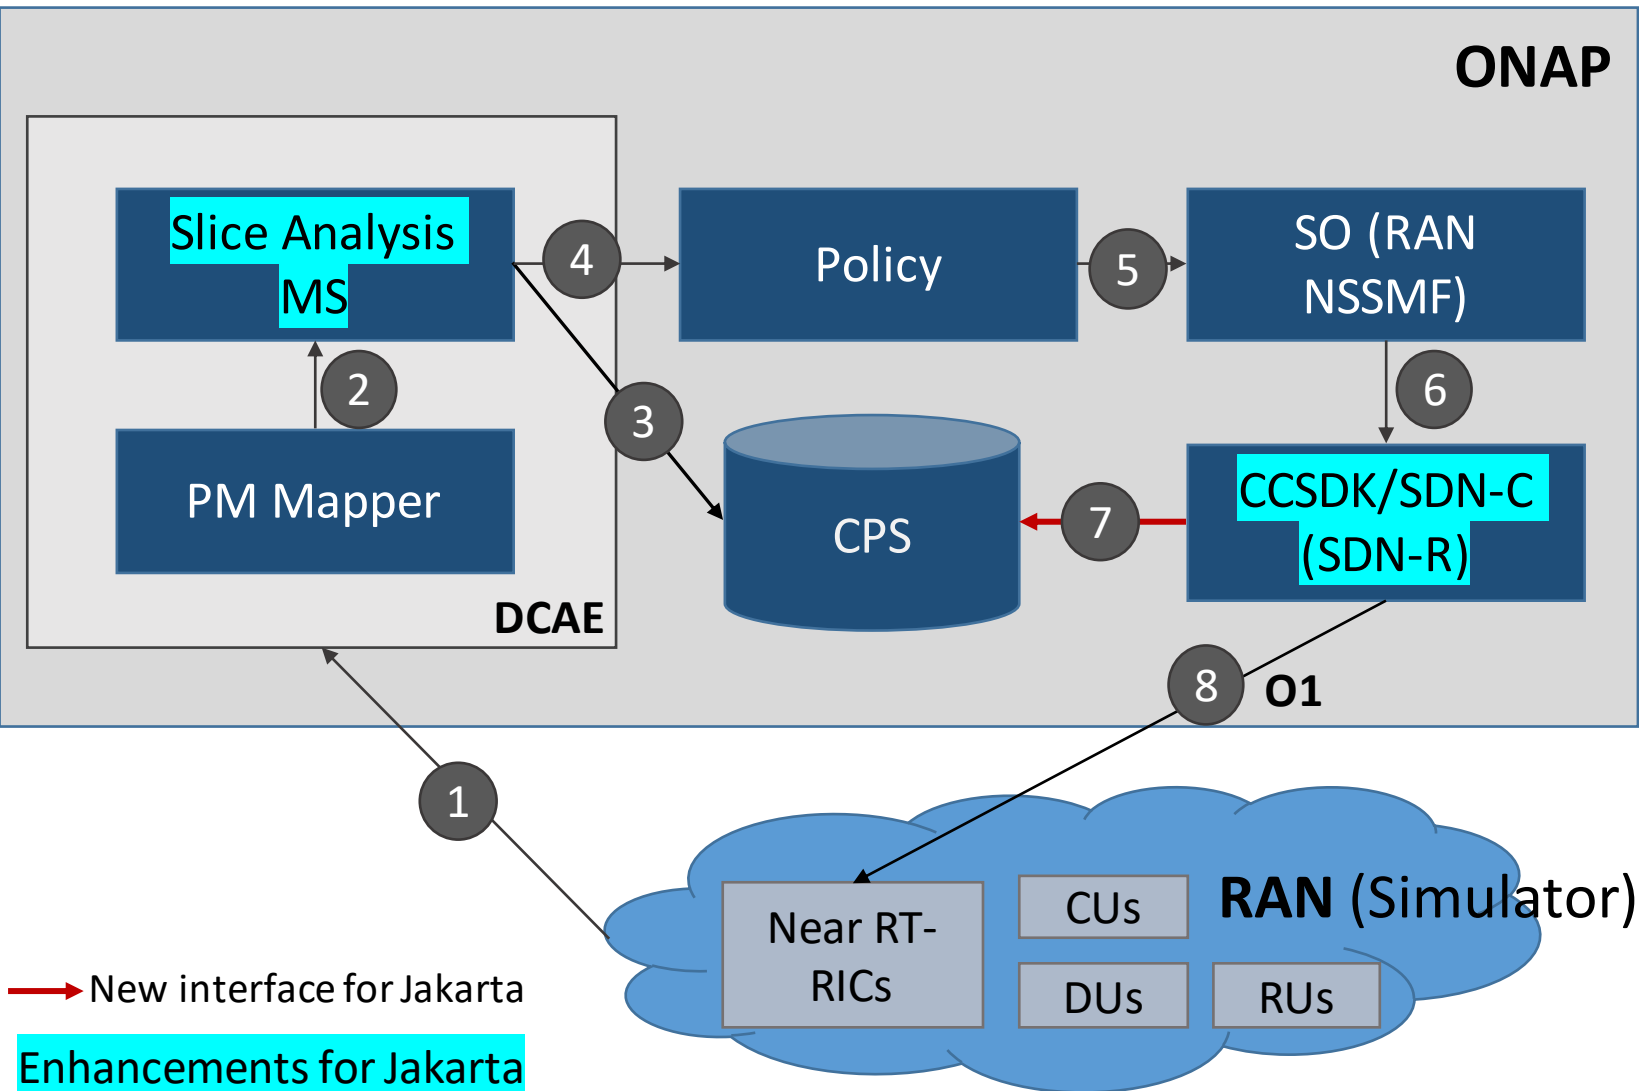 ONAP
Slice Analysis
MS
4
Policy
5
SO (RAN
NSSMF)
2
3
6
PM Mapper
CPS
7
CCSDK/SDN-C
(SDN-R)
DCAE
8
O1
1
RAN (Simulator)
Near RT-
RICs
CUs
DUs
RUs
New interface for Jakarta
Enhancements for Jakarta